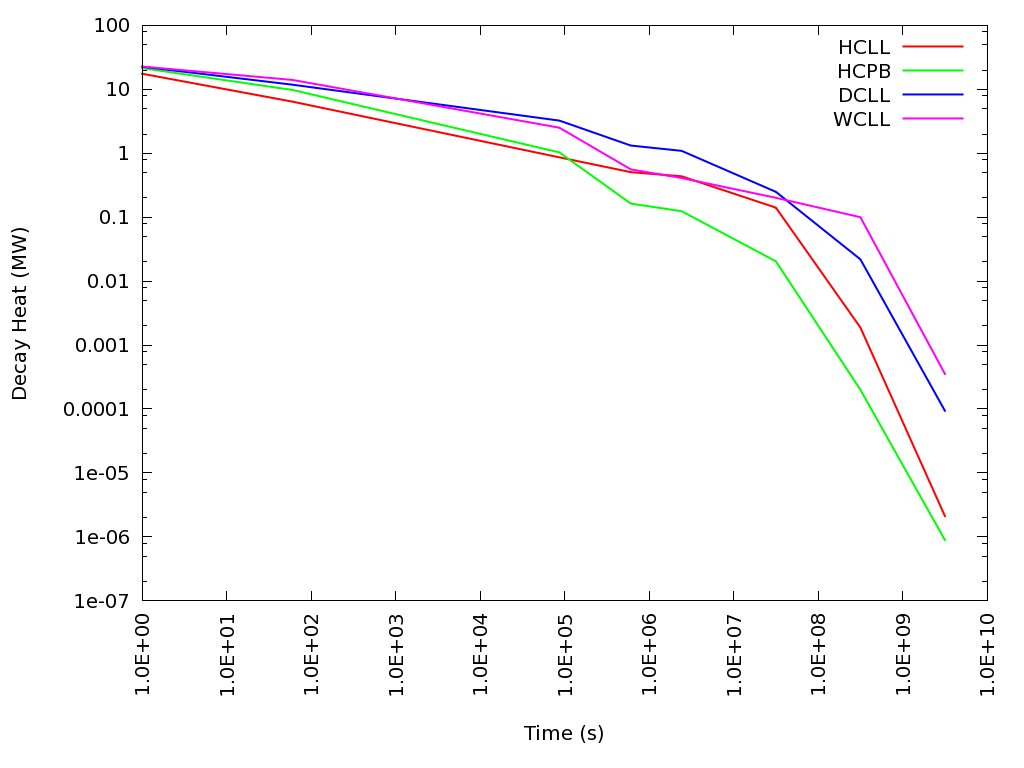 100
10
1
0.1
0.01
0.001
0.0001
1e-05
1e-06
1e-07
Decay Heat (MW)
HCLL
HCPB
DCLL
WCLL
1.0E+00
1.0E+01
1.0E+02
1.0E+03
1.0E+04
1.0E+05
1.0E+06
1.0E+07
1.0E+08
1.0E+09
1.0E+10
Time (s)